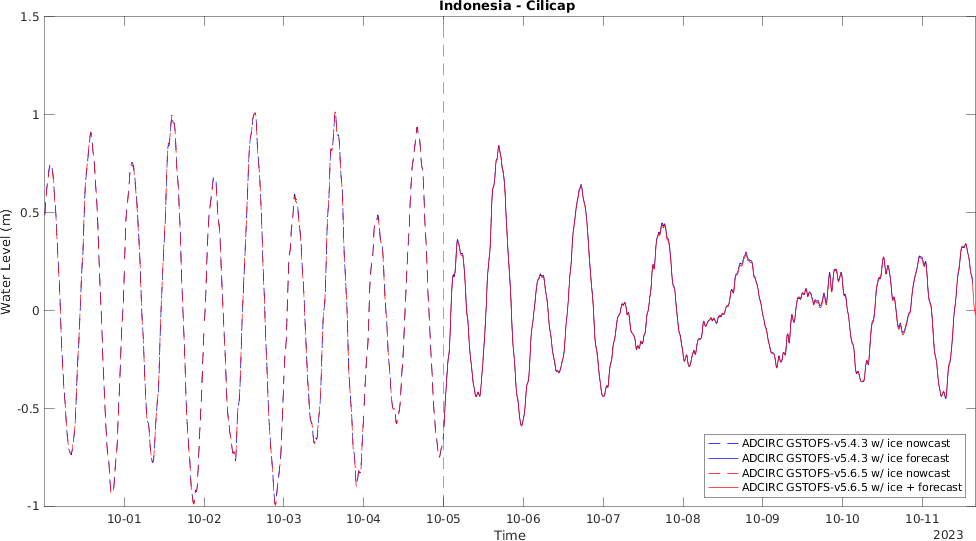 Indonesia - Cilicap
1.5
1
0.5
0
-0.5
-1
Water Level (m)
10-01
10-02
10-03
10-04
10-05
10-06
10-07
10-08
10-09
10-10
10-11
Time
2023
ADCIRC GSTOFS-v5.4.3 w/ ice nowcast
ADCIRC GSTOFS-v5.4.3 w/ ice forecast
ADCIRC GSTOFS-v5.6.5 w/ ice nowcast
ADCIRC GSTOFS-v5.6.5 w/ ice + forecast